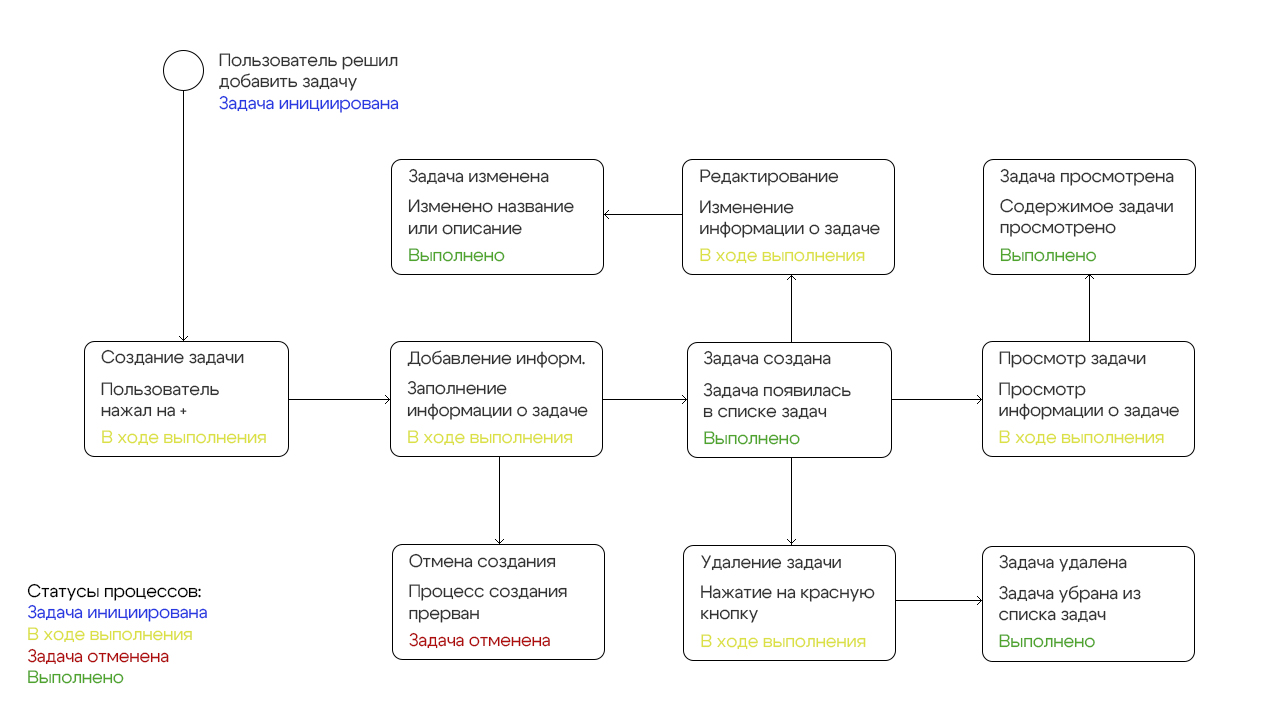 Пользователь решил
добавить задачу
Задача инициирована
Задача изменена
Изменено название
или описание
Выполнено
Редактирование
Изменение
информации о задаче
В ходе выполнения
Задача просмотрена
Содержимое задачи
просмотрено
Выполнено
Создание задачи
Пользователь
нажал на +
В ходе выполнения
Добавление информ.
Заполнение
информации о задаче
В ходе выполнения
Задача создана
Задача появилась
в списке задач
Выполнено
Просмотр задачи
Просмотр
информации о задаче
В ходе выполнения
Отмена создания
Процесс создания
прерван
Задача отменена
Удаление задачи
Нажатие на красную
кнопку
В ходе выполнения
Задача удалена
Задача убрана из
списка задач
Выполнено
Статусы процессов:
Задача инициирована
В ходе выполнения
Задача отменена
Выполнено